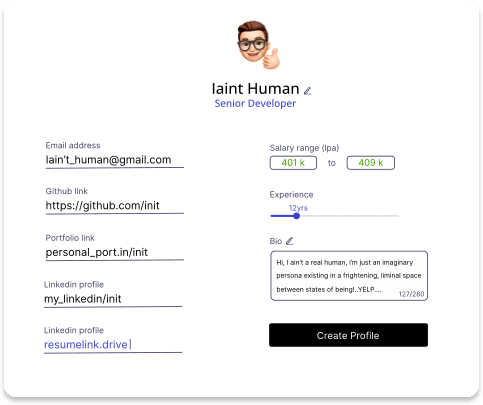 Iaint Human
Senior Developer
Email address
Iain't_human@gmail.com
Github link
https://github.com/init
Portfolio link
personal_port.in/init
Linkedin profile
my_linkedin/init
Linkedin profile
resumelink.drive
Salary range (lpa)
401 k to 409 k
Experience
12yrs
Bio
Hi, I ain't a real human, i'm just an imaginary
persona existing in a frightening, liminal space
between states of being!..YELP....
127/280
Create Profile